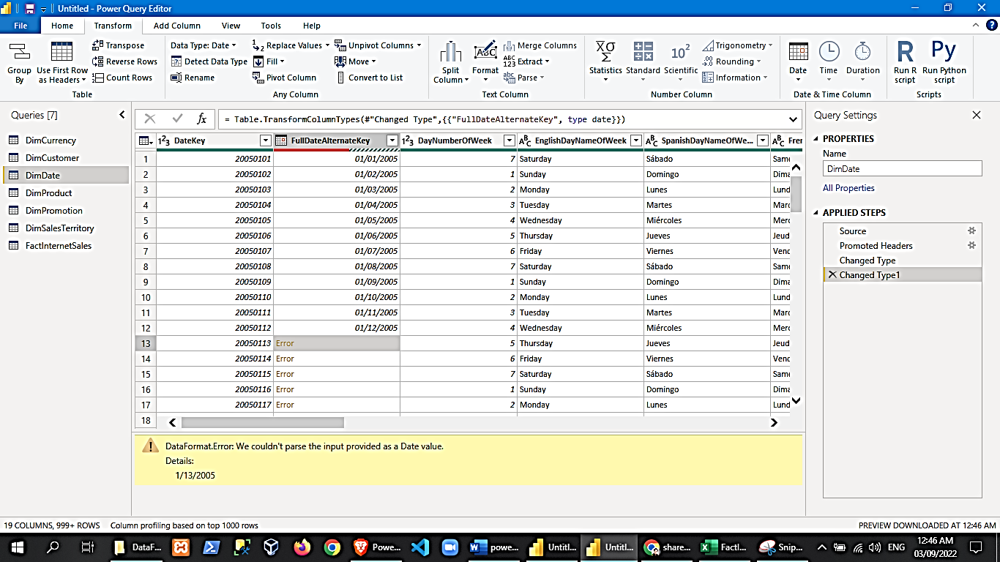 Untitled - Power Query Editor
File Home Transform Add Column View Tools Help
Group By
Use First Row as Headers
Transpose
Reverse Rows
Count Rows
Table
Data Type: Date
Detect Data Type
Rename
Replace Values
Fill
Pivot Column
Unpivot Columns
Move
Convert to List
Any Column
Split Column
Format
ABC
Merge Columns
Extract
Parse
Text Column
Statistics
Standard
Scientific
Trigonometry
Rounding
Information
Number Column
Date
Time
Duration
Date & Time Column
R
Run R script
Py
Run Python script
Scripts
Queries [7]
DimCurrency
DimCustomer
DimDate
DimProduct
DimPromotion
DimSalesTerritory
FactInternetSales
fx = Table.TransformColumnTypes(#"Changed Type",{{"FullDateAlternateKey", type date}})
DateKey FullDateAlternateKey DayNumberOfWeek EnglishDayNameOfWeek SpanishDayNameOfWe... Fren
1 20050101 01/01/2005 7 Saturday Sábado Same
2 20050102 01/02/2005 1 Sunday Domingo Dima
3 20050103 01/03/2005 2 Monday Lunes Lund
4 20050104 01/04/2005 3 Tuesday Martes Marc
5 20050105 01/05/2005 4 Wednesday Miércoles Merc
6 20050106 01/06/2005 5 Thursday Jueves Jeud
7 20050107 01/07/2005 6 Friday Viernes Venc
8 20050108 01/08/2005 7 Saturday Sábado Same
9 20050109 01/09/2005 1 Sunday Domingo Dima
10 20050110 01/10/2005 2 Monday Lunes Lund
11 20050111 01/11/2005 3 Tuesday Martes Marc
12 20050112 01/12/2005 4 Wednesday Miércoles Merc
13 20050113 Error 5 Thursday Jueves Jeud
14 20050114 Error 6 Friday Viernes Venc
15 20050115 Error 7 Saturday Sábado Same
16 20050116 Error 1 Sunday Domingo Dima
17 20050117 Error 2 Monday Lunes Lund
18
DataFormat.Error: We couldn't parse the input provided as a Date value.
Details:
1/13/2005
Query Settings
PROPERTIES
Name
DimDate
All Properties
APPLIED STEPS
Source
Promoted Headers
Changed Type
Changed Type1
19 COLUMNS, 999+ ROWS Column profiling based on top 1000 rows PREVIEW DOWNLOADED AT 12:46 AM
DataF... Powe... powe... Untitl... Untitl... share... FactI... Snip... ENG
12:46 AM
03/09/2022